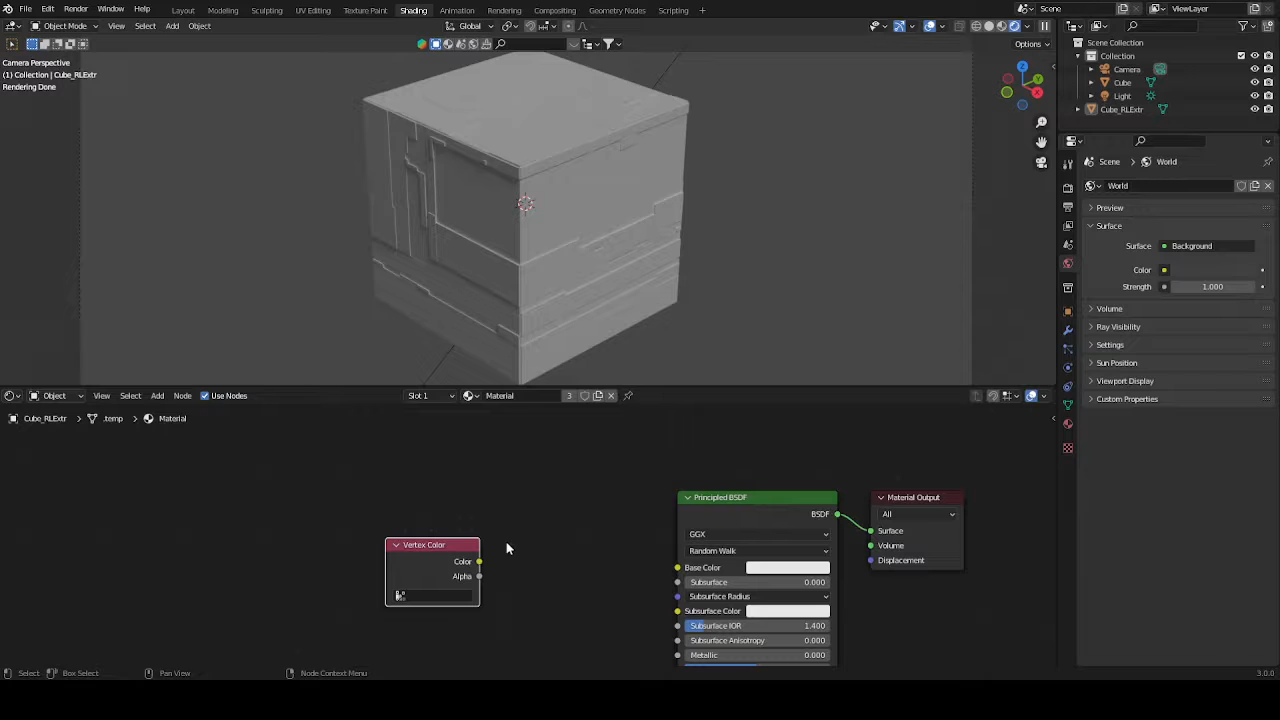 File Edit Render Window Help Layout Modeling Sculpting UV Editing Texture Paint Shading Animation Rendering Compositing Geometry Nodes Scripting Scene ViewLayer
Object Mode View Select Add Object Global
Options
Camera Perspective
(1) Collection | Cube_RLExtr
Rendering Done
Z
Y
X
Scene Collection
Collection
Camera
Cube
Light
Cube_RLExtr
Scene World
World
Preview
Surface
Surface Background
Color
Strength 1.000
Volume
Ray Visibility
Settings
Sun Position
Viewport Display
Custom Properties
Object View Select Add Node Use Nodes Slot 1 Material 3
Cube_RLExtr .temp Material
Vertex Color
Color
Alpha
Principled BSDF
BSDF
GGX
Random Walk
Base Color
Subsurface 0.000
Subsurface Radius
Subsurface Color
Subsurface IOR 1.400
Subsurface Anisotropy 0.000
Metallic 0.000
Material Output
All
Surface
Volume
Displacement
Select Box Select Pan View Node Context Menu 3.0.0